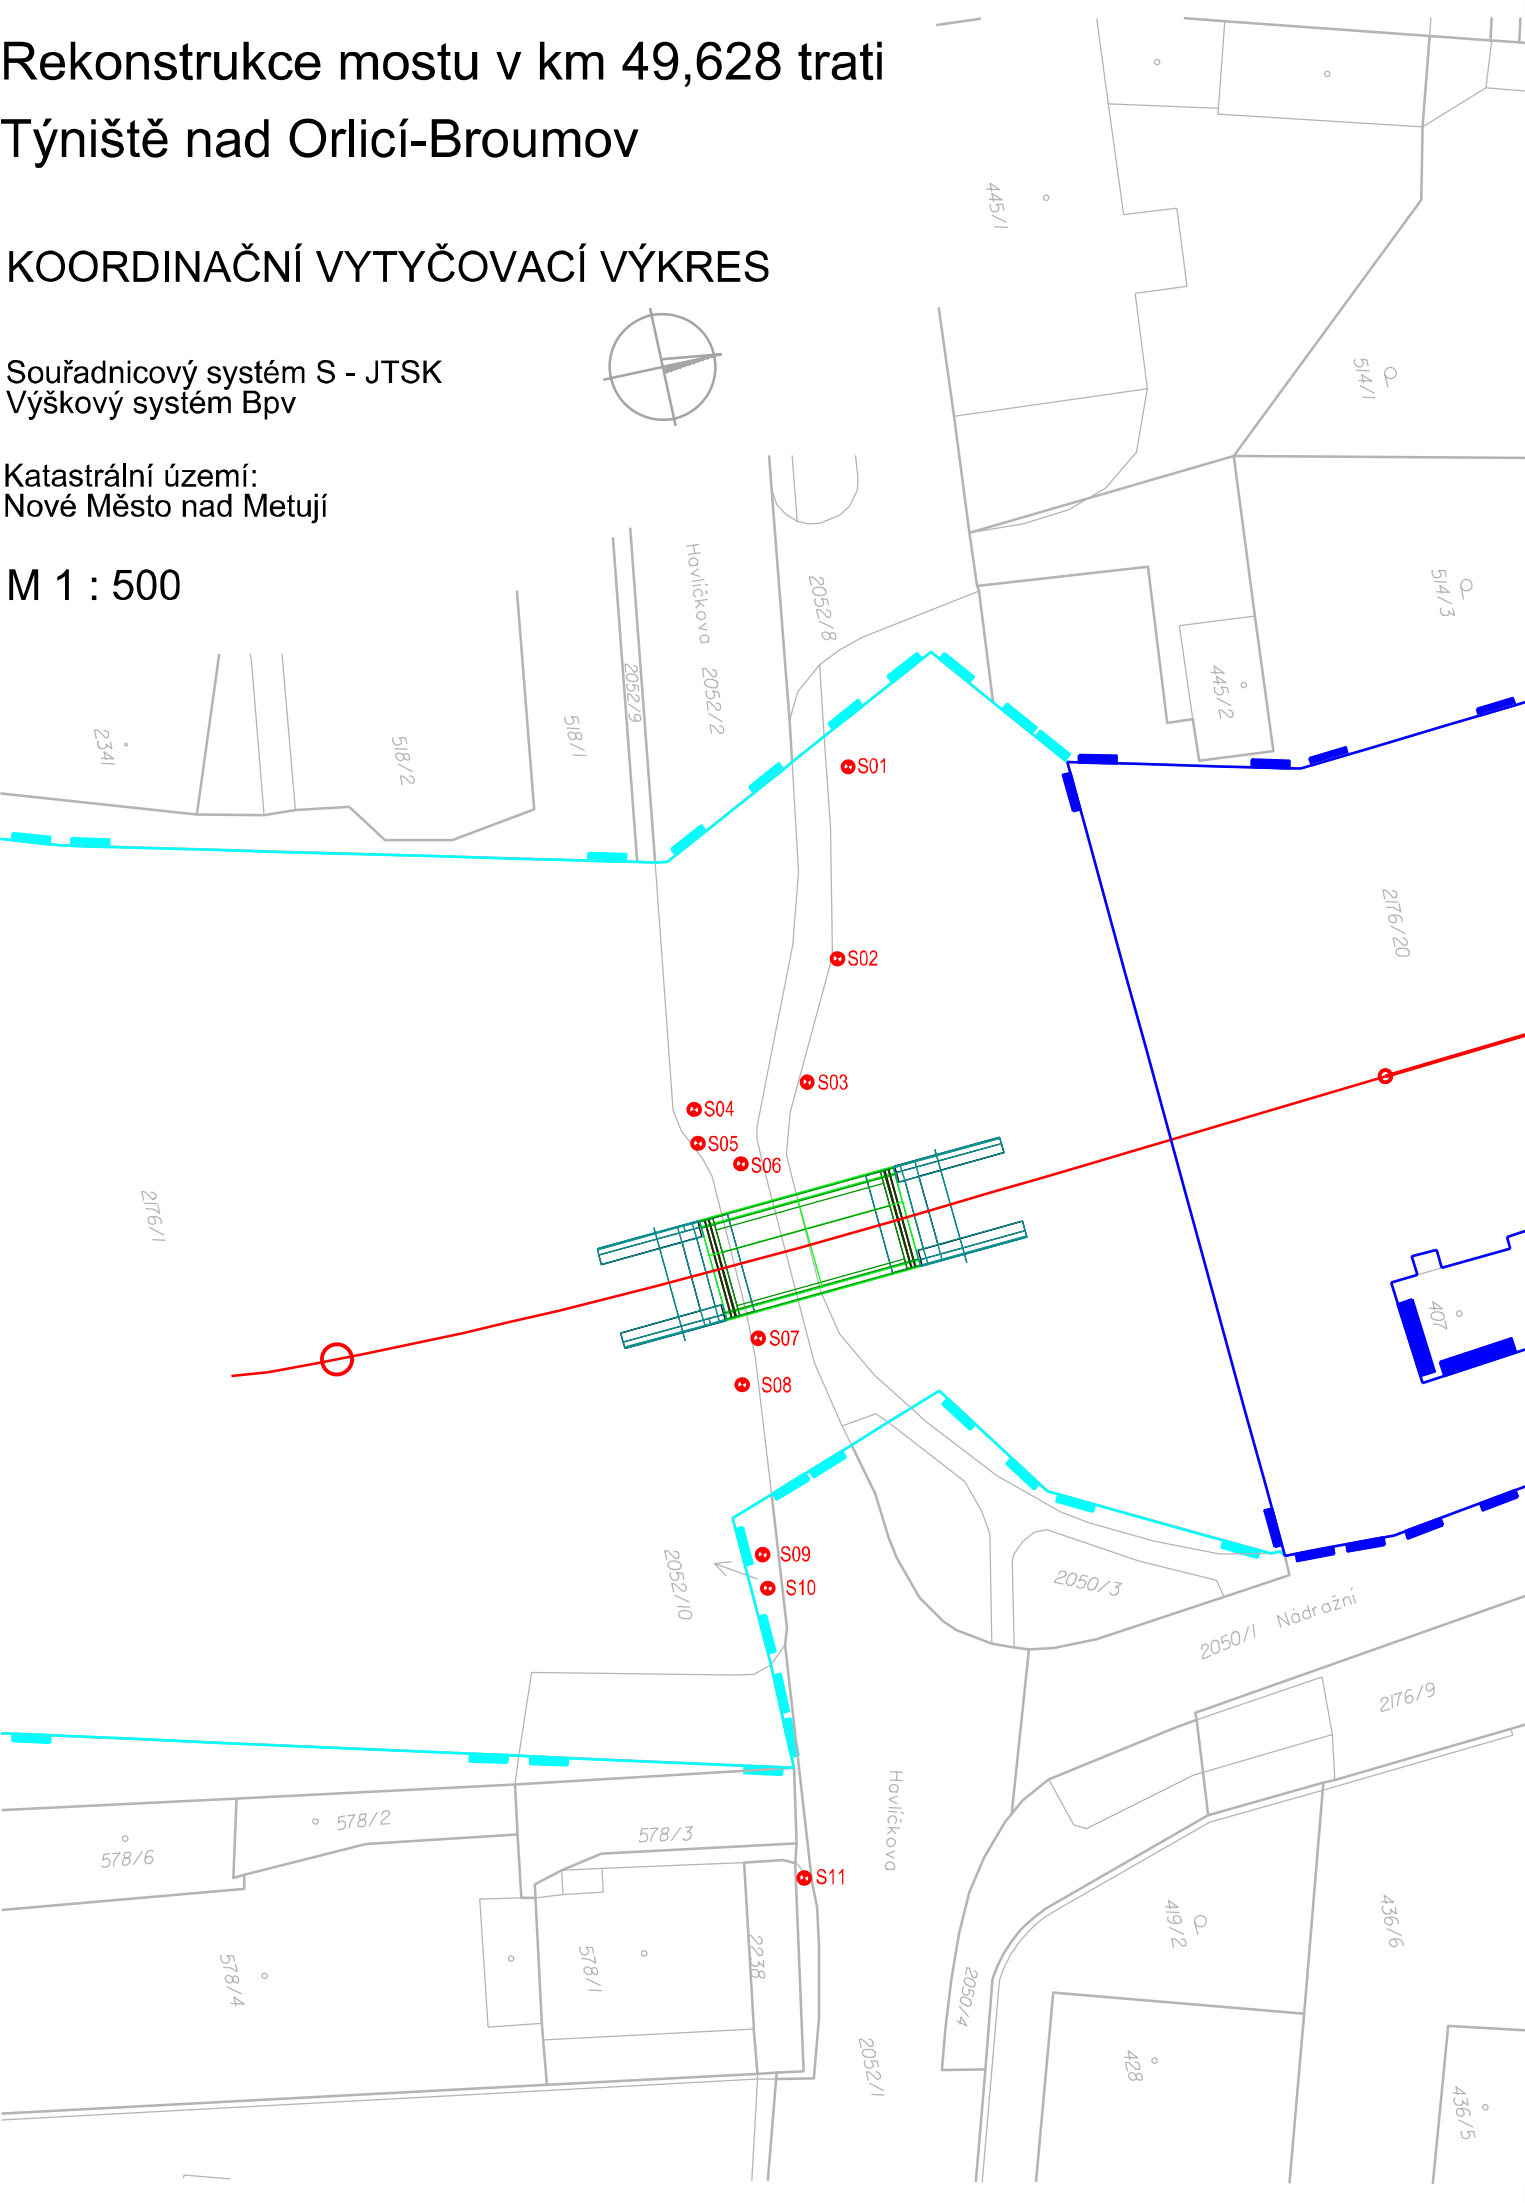 Rekonstrukce mostu v km 49,628 trati
Týniště nad Orlicí-Broumov
KOORDINAČNÍ VYTYČOVACÍ VÝKRES
Souřadnicový systém S - JTSK
Výškový systém Bpv
Katastrální území:
Nové Město nad Metují
M 1 : 500
445/1
514/1
514/3
445/2
Havlíčkova 2052/2
2052/8
2052/9
518/1
518/2
2341
S01
2176/20
S02
S03
S04
S05
S06
2176/1
407
S07
S08
S09
S10
2052/10
2050/3
2050/1 Nádražní
2176/9
Havlíčkova
578/2
578/3
578/6
S11
419/2
436/6
578/4
578/1
2238
2050/4
2052/1
428
436/5